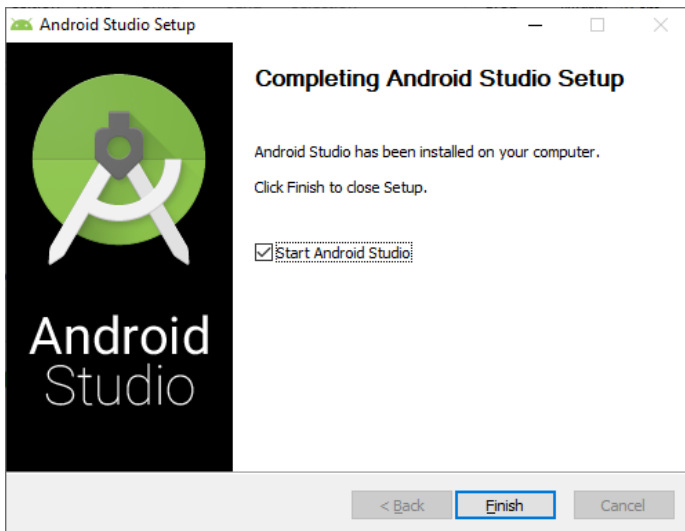 Android Studio Setup
Completing Android Studio Setup
Android Studio has been installed on your computer.
Click Finish to close Setup.
Start Android Studio
Android
Studio
< Back
Finish
Cancel